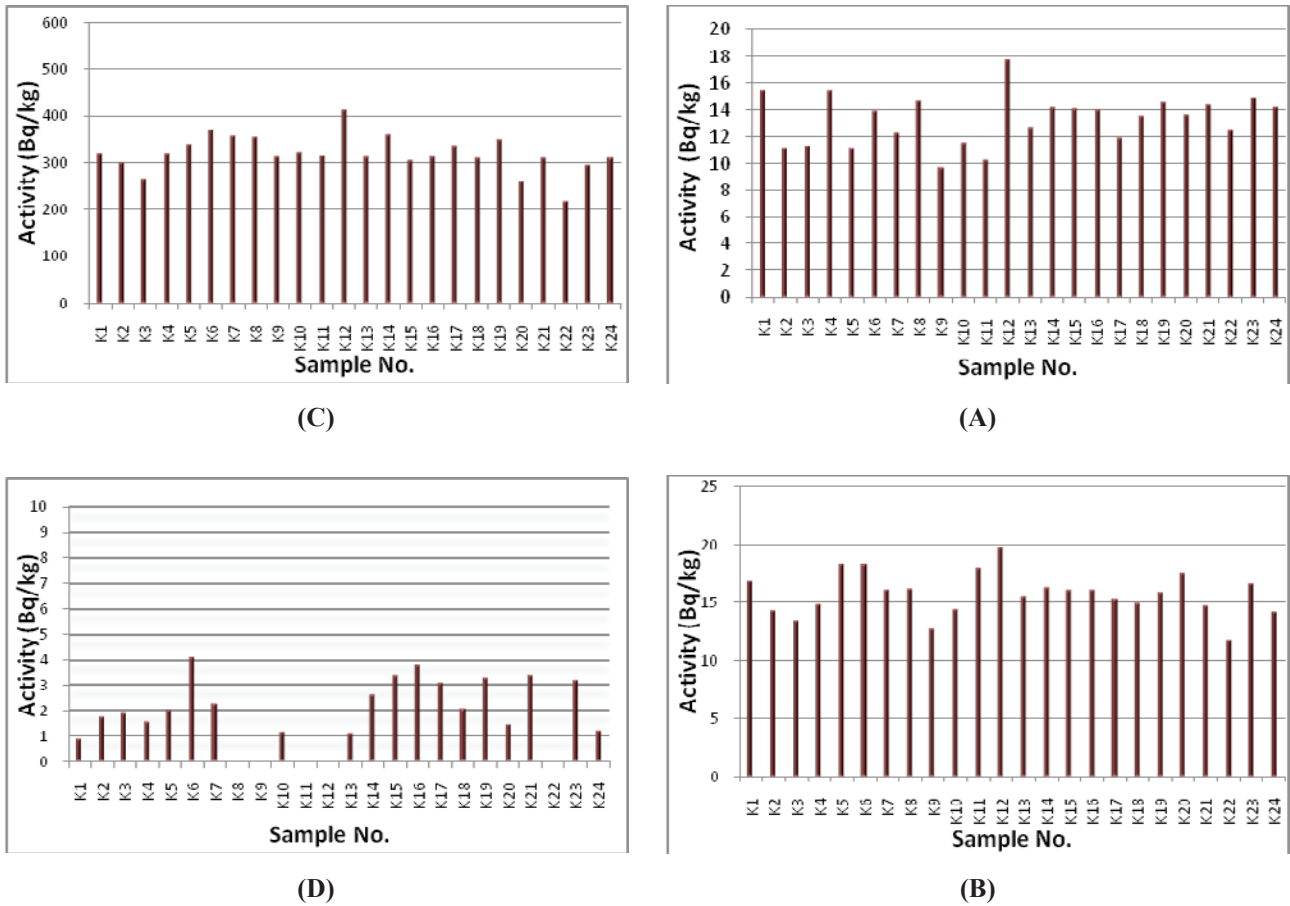 600
500
400
300
200
100
0
Activity (Bq/kg)
K1 K2 K3 K4 K5 K6 K7 K8 K9 K10 K11 K12 K13 K14 K15 K16 K17 K18 K19 K20 K21 K22 K23 K24
Sample No.
(C)
20
18
16
14
12
10
8
6
4
2
0
Activity (Bq/kg)
K1 K2 K3 K4 K5 K6 K7 K8 K9 K10 K11 K12 K13 K14 K15 K16 K17 K18 K19 K20 K21 K22 K23 K24
Sample No.
(A)
10
9
8
7
6
5
4
3
2
1
0
Activity (Bq/kg)
K1 K2 K3 K4 K5 K6 K7 K8 K9 K10 K11 K12 K13 K14 K15 K16 K17 K18 K19 K20 K21 K22 K23 K24
Sample No.
(D)
25
20
15
10
5
0
Activity (Bq/kg)
K1 K2 K3 K4 K5 K6 K7 K8 K9 K10 K11 K12 K13 K14 K15 K16 K17 K18 K19 K20 K21 K22 K23 K24
Sample No.
(B)